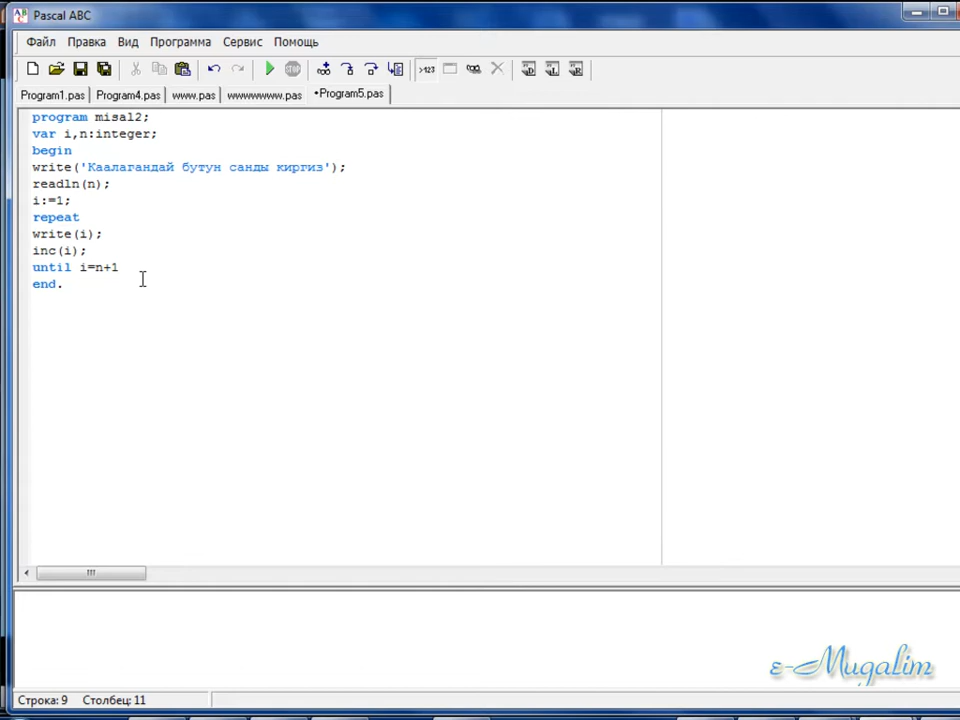 Pascal ABC
Файл Правка Вид Программа Сервис Помощь
Program1.pas Program4.pas www.pas wwwwwwww.pas •Program5.pas
program misal2;
var i,n:integer;
begin
write('Каалагандай бутун санды киргиз');
readln(n);
i:=1;
repeat
write(i);
inc(i);
until i=n+1
end.
ε-Mugalim
Строка: 9 Столбец: 11